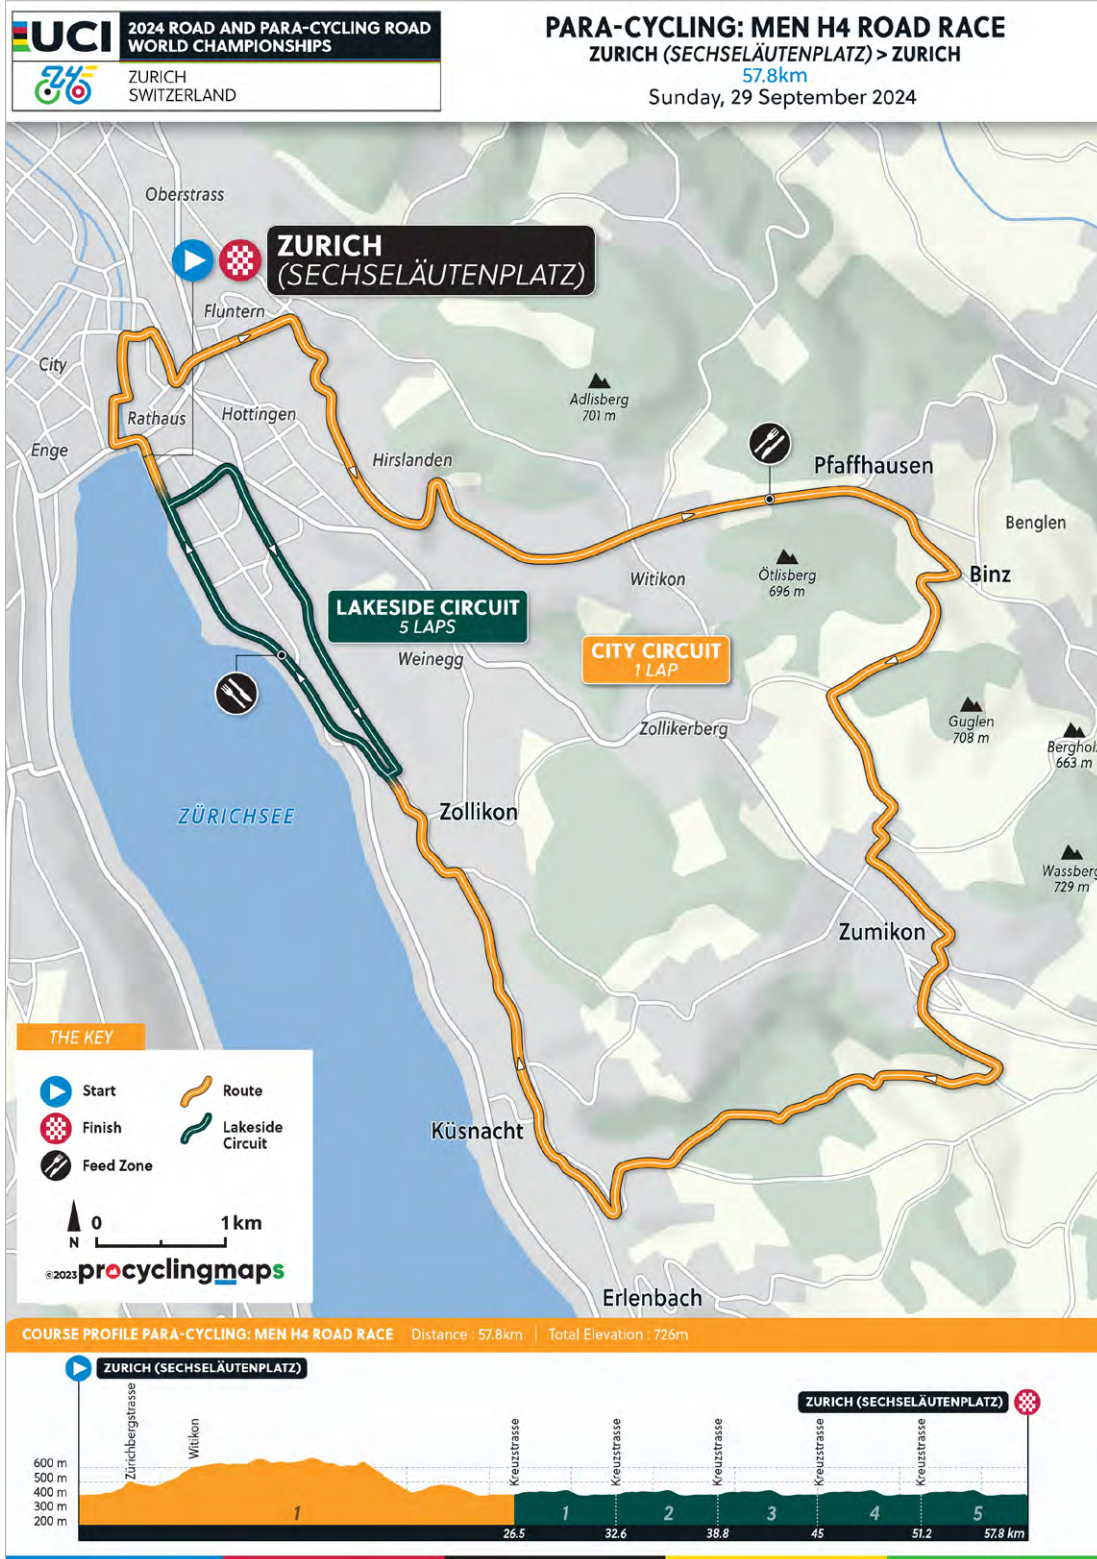 UCI
2024 ROAD AND PARA-CYCLING ROAD
WORLD CHAMPIONSHIPS
ZURICH
SWITZERLAND
PARA-CYCLING: MEN H4 ROAD RACE
ZURICH (SECHSELÄUTENPLATZ) > ZURICH
57.8km
Sunday, 29 September 2024
Oberstrass
ZURICH
(SECHSELÄUTENPLATZ)
Fluntern
City
Adlisberg
701 m
Rathaus
Hottingen
Enge
Hirslanden
Pfaffhausen
Benglen
Witikon
Ötlisberg
696 m
Binz
LAKESIDE CIRCUIT
5 LAPS
Weinegg
CITY CIRCUIT
1 LAP
Guglen
708 m
Zollikerberg
Bergholz
663 m
ZÜRICHSEE
Zollikon
Wassberg
729 m
Zumikon
THE KEY
Start
Route
Finish
Lakeside
Circuit
Feed Zone
Küsnacht
0
1 km
N
©2023 procyclingmaps
Erlenbach
COURSE PROFILE PARA-CYCLING: MEN H4 ROAD RACE Distance : 57.8km | Total Elevation : 726m
ZURICH (SECHSELÄUTENPLATZ)
ZURICH (SECHSELÄUTENPLATZ)
Zürichbergstrasse
Witikon
Kreuzstrasse
Kreuzstrasse
Kreuzstrasse
Kreuzstrasse
Kreuzstrasse
600 m
500 m
400 m
300 m
200 m
1
1
2
3
4
5
26.5
32.6
38.8
45
51.2
57.8 km